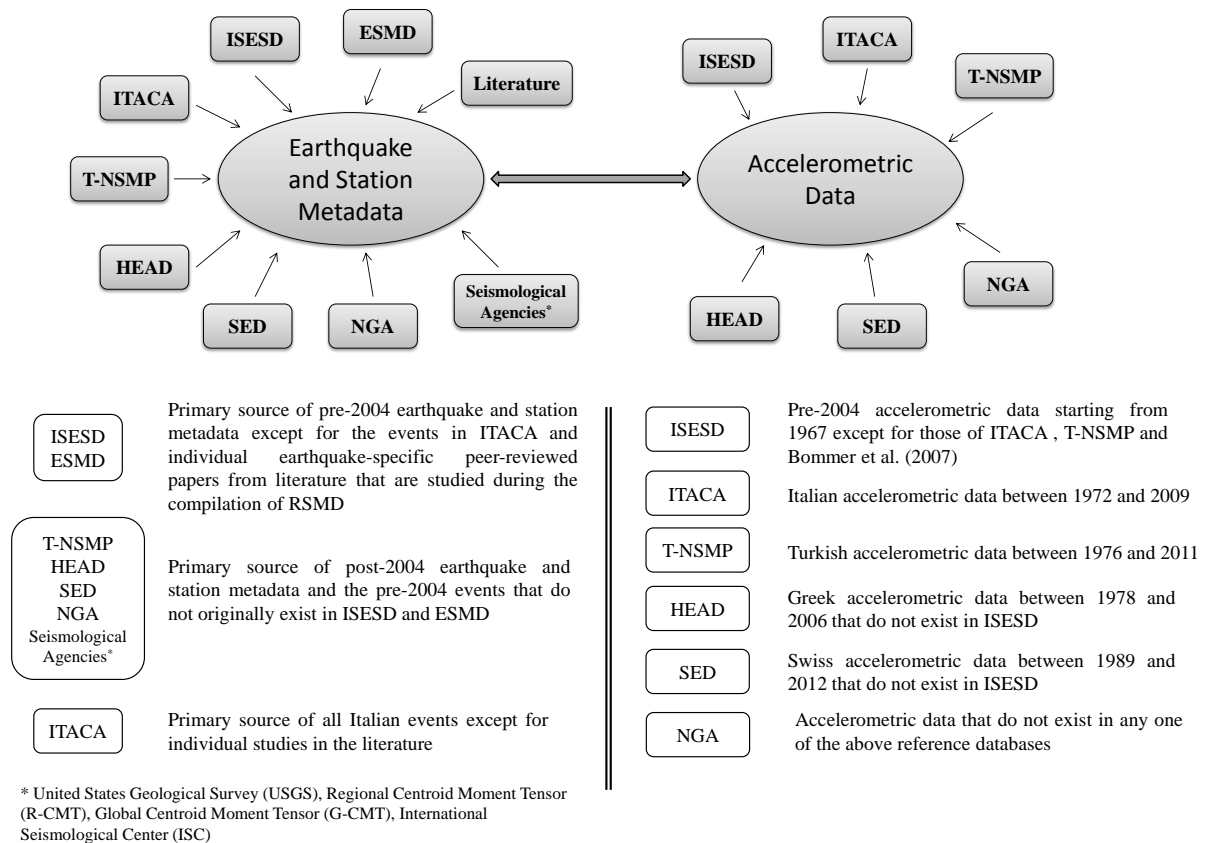 ISESD
ESMD
Literature
ITACA
T-NSMP
HEAD
SED
NGA
Seismological
Agencies*
Earthquake
and Station
Metadata
ISESD
ITACA
T-NSMP
NGA
SED
HEAD
Accelerometric
Data
ISESD
ESMD
Primary source of pre-2004 earthquake and station
metadata except for the events in ITACA and
individual earthquake-specific peer-reviewed
papers from literature that are studied during the
compilation of RSMD
T-NSMP
HEAD
SED
NGA
Seismological
Agencies*
Primary source of post-2004 earthquake and
station metadata and the pre-2004 events that do
not originally exist in ISESD and ESMD
ITACA
Primary source of all Italian events except for
individual studies in the literature
* United States Geological Survey (USGS), Regional Centroid Moment Tensor
(R-CMT), Global Centroid Moment Tensor (G-CMT), International
Seismological Center (ISC)
ISESD
Pre-2004 accelerometric data starting from
1967 except for those of ITACA , T-NSMP and
Bommer et al. (2007)
ITACA
Italian accelerometric data between 1972 and 2009
T-NSMP
Turkish accelerometric data between 1976 and 2011
HEAD
Greek accelerometric data between 1978 and
2006 that do not exist in ISESD
SED
Swiss accelerometric data between 1989 and
2012 that do not exist in ISESD
NGA
Accelerometric data that do not exist in any one
of the above reference databases